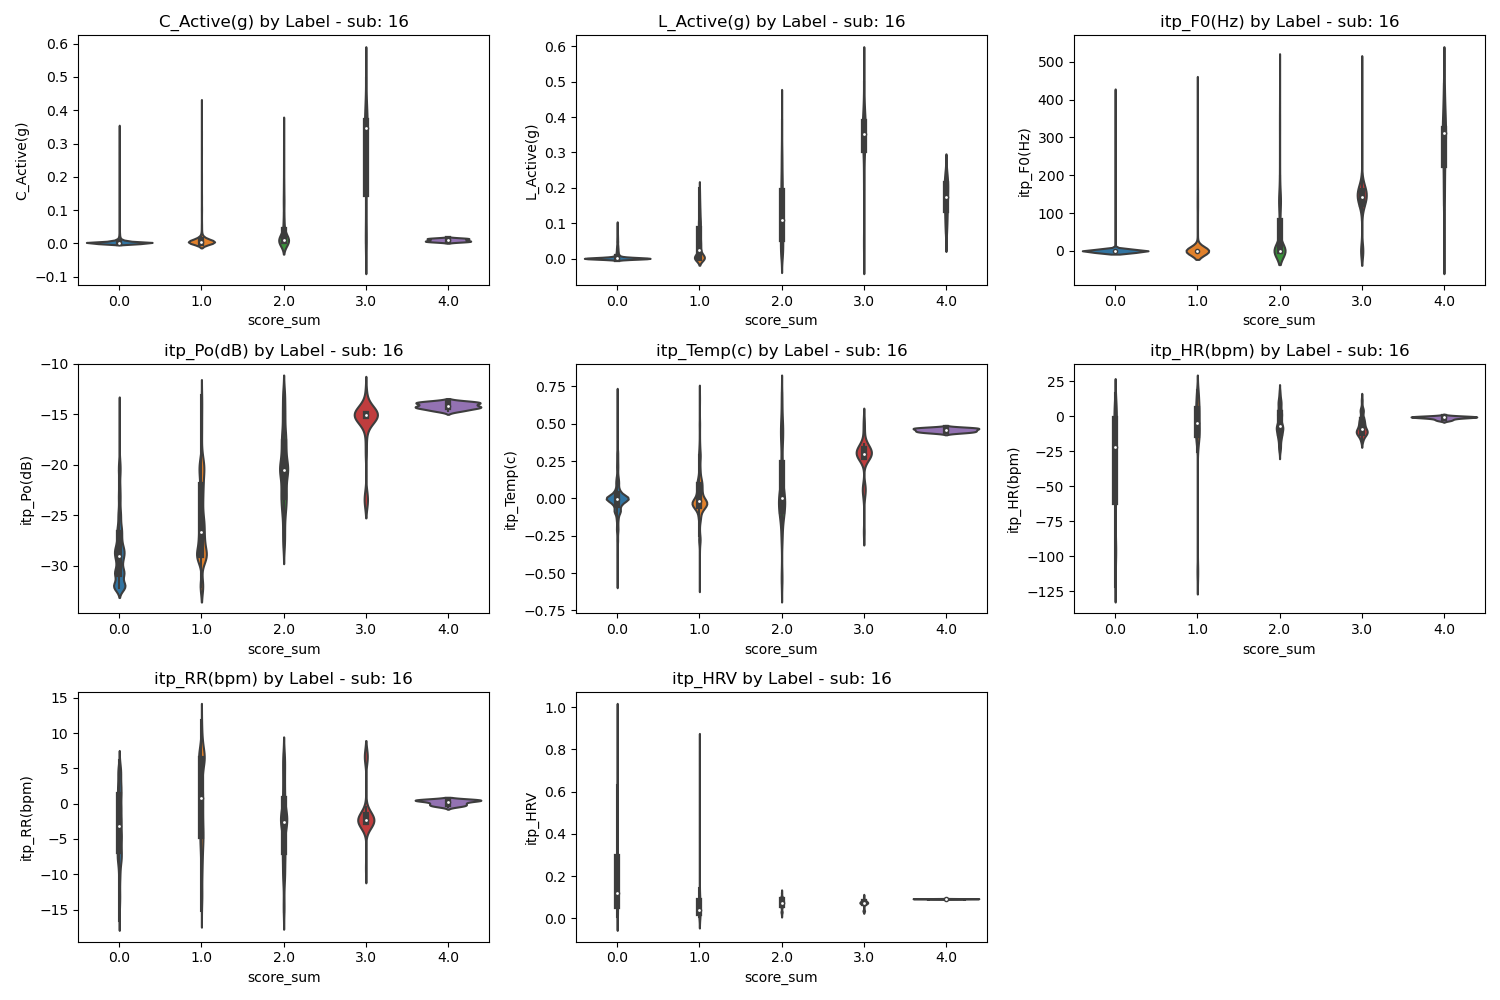 C_Active(g) by Label - sub: 16
C_Active(g)
0.6
0.5
0.4
0.3
0.2
0.1
0.0
−0.1
0.0 1.0 2.0 3.0 4.0
score_sum
L_Active(g) by Label - sub: 16
L_Active(g)
0.6
0.5
0.4
0.3
0.2
0.1
0.0
0.0 1.0 2.0 3.0 4.0
score_sum
itp_F0(Hz) by Label - sub: 16
itp_F0(Hz)
500
400
300
200
100
0
0.0 1.0 2.0 3.0 4.0
score_sum
itp_Po(dB) by Label - sub: 16
itp_Po(dB)
−10
−15
−20
−25
−30
0.0 1.0 2.0 3.0 4.0
score_sum
itp_Temp(c) by Label - sub: 16
itp_Temp(c)
0.75
0.50
0.25
0.00
−0.25
−0.50
−0.75
0.0 1.0 2.0 3.0 4.0
score_sum
itp_HR(bpm) by Label - sub: 16
itp_HR(bpm)
25
0
−25
−50
−75
−100
−125
0.0 1.0 2.0 3.0 4.0
score_sum
itp_RR(bpm) by Label - sub: 16
itp_RR(bpm)
15
10
5
0
−5
−10
−15
0.0 1.0 2.0 3.0 4.0
score_sum
itp_HRV by Label - sub: 16
itp_HRV
1.0
0.8
0.6
0.4
0.2
0.0
0.0 1.0 2.0 3.0 4.0
score_sum